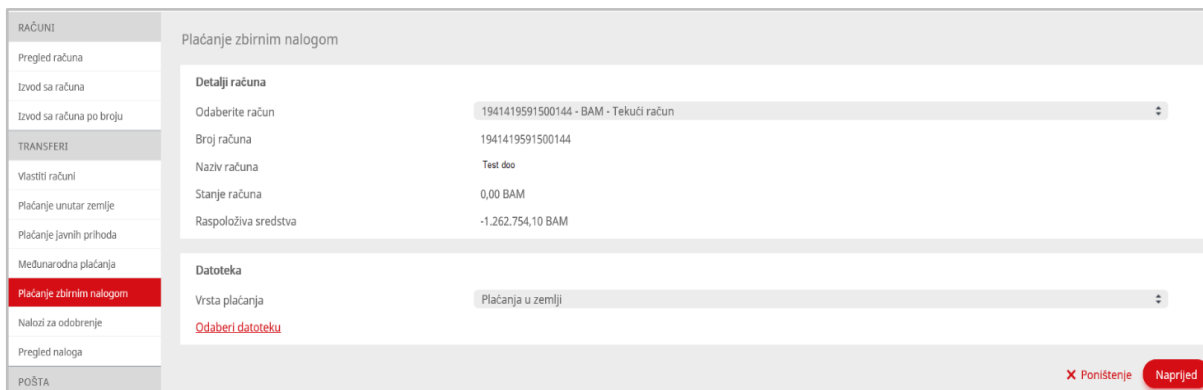 RAČUNI
Pregled računa
Izvod sa računa
Izvod sa računa po broju
TRANSFERI
Vlastiti računi
Plaćanje unutar zemlje
Plaćanje javnih prihoda
Međunarodna plaćanja
Plaćanje zbirnim nalogom
Nalozi za odobrenje
Pregled naloga
POŠTA
Plaćanje zbirnim nalogom
Detalji računa
Odaberite račun 1941419591500144 - BAM - Tekući račun
Broj računa 1941419591500144
Naziv računa Test doo
Stanje računa 0,00 BAM
Raspoloživa sredstva -1.262.754,10 BAM
Datoteka
Vrsta plaćanja Plaćanja u zemlji
Odaberi datoteku
Poništenje Naprijed